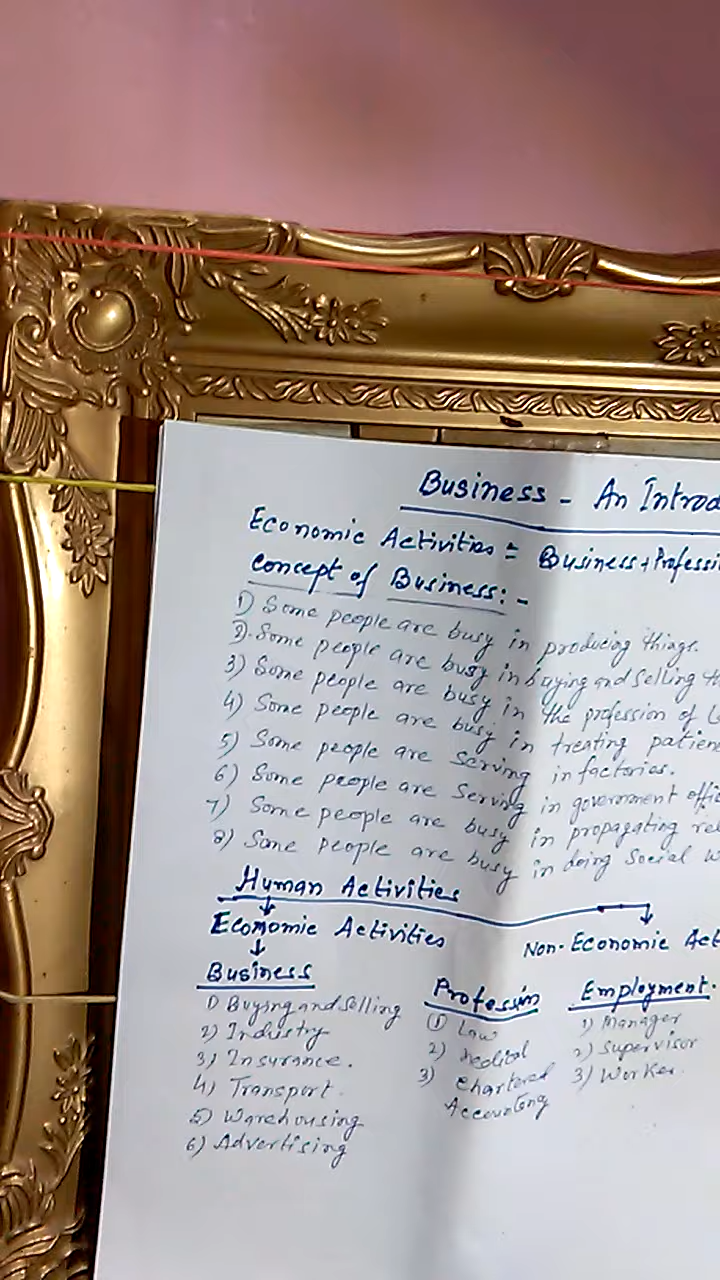 Business - An Introd
Economic Activities = Business + Professi
Concept of Business:-
1) Some people are busy in producing things.
2). Some people are busy in buying and selling th
3) Some people are busy in the profession of L
4) Some people are busy in treating patien
5) Some people are serving in factories.
6) Some people are serving in government offic
7) Some people are busy in propagating rel
8) Some people are busy in doing social w
Human Activities
Economic Activities Non-Economic Act
Business Profession Employment.
1) Buying and Selling ① Law 1) Manager
2) Industry 2) Medical 2) Supervisor
3) Insurance. 3) Chartered Accounting 3) Worker
4) Transport.
5) Warehousing
6) Advertising